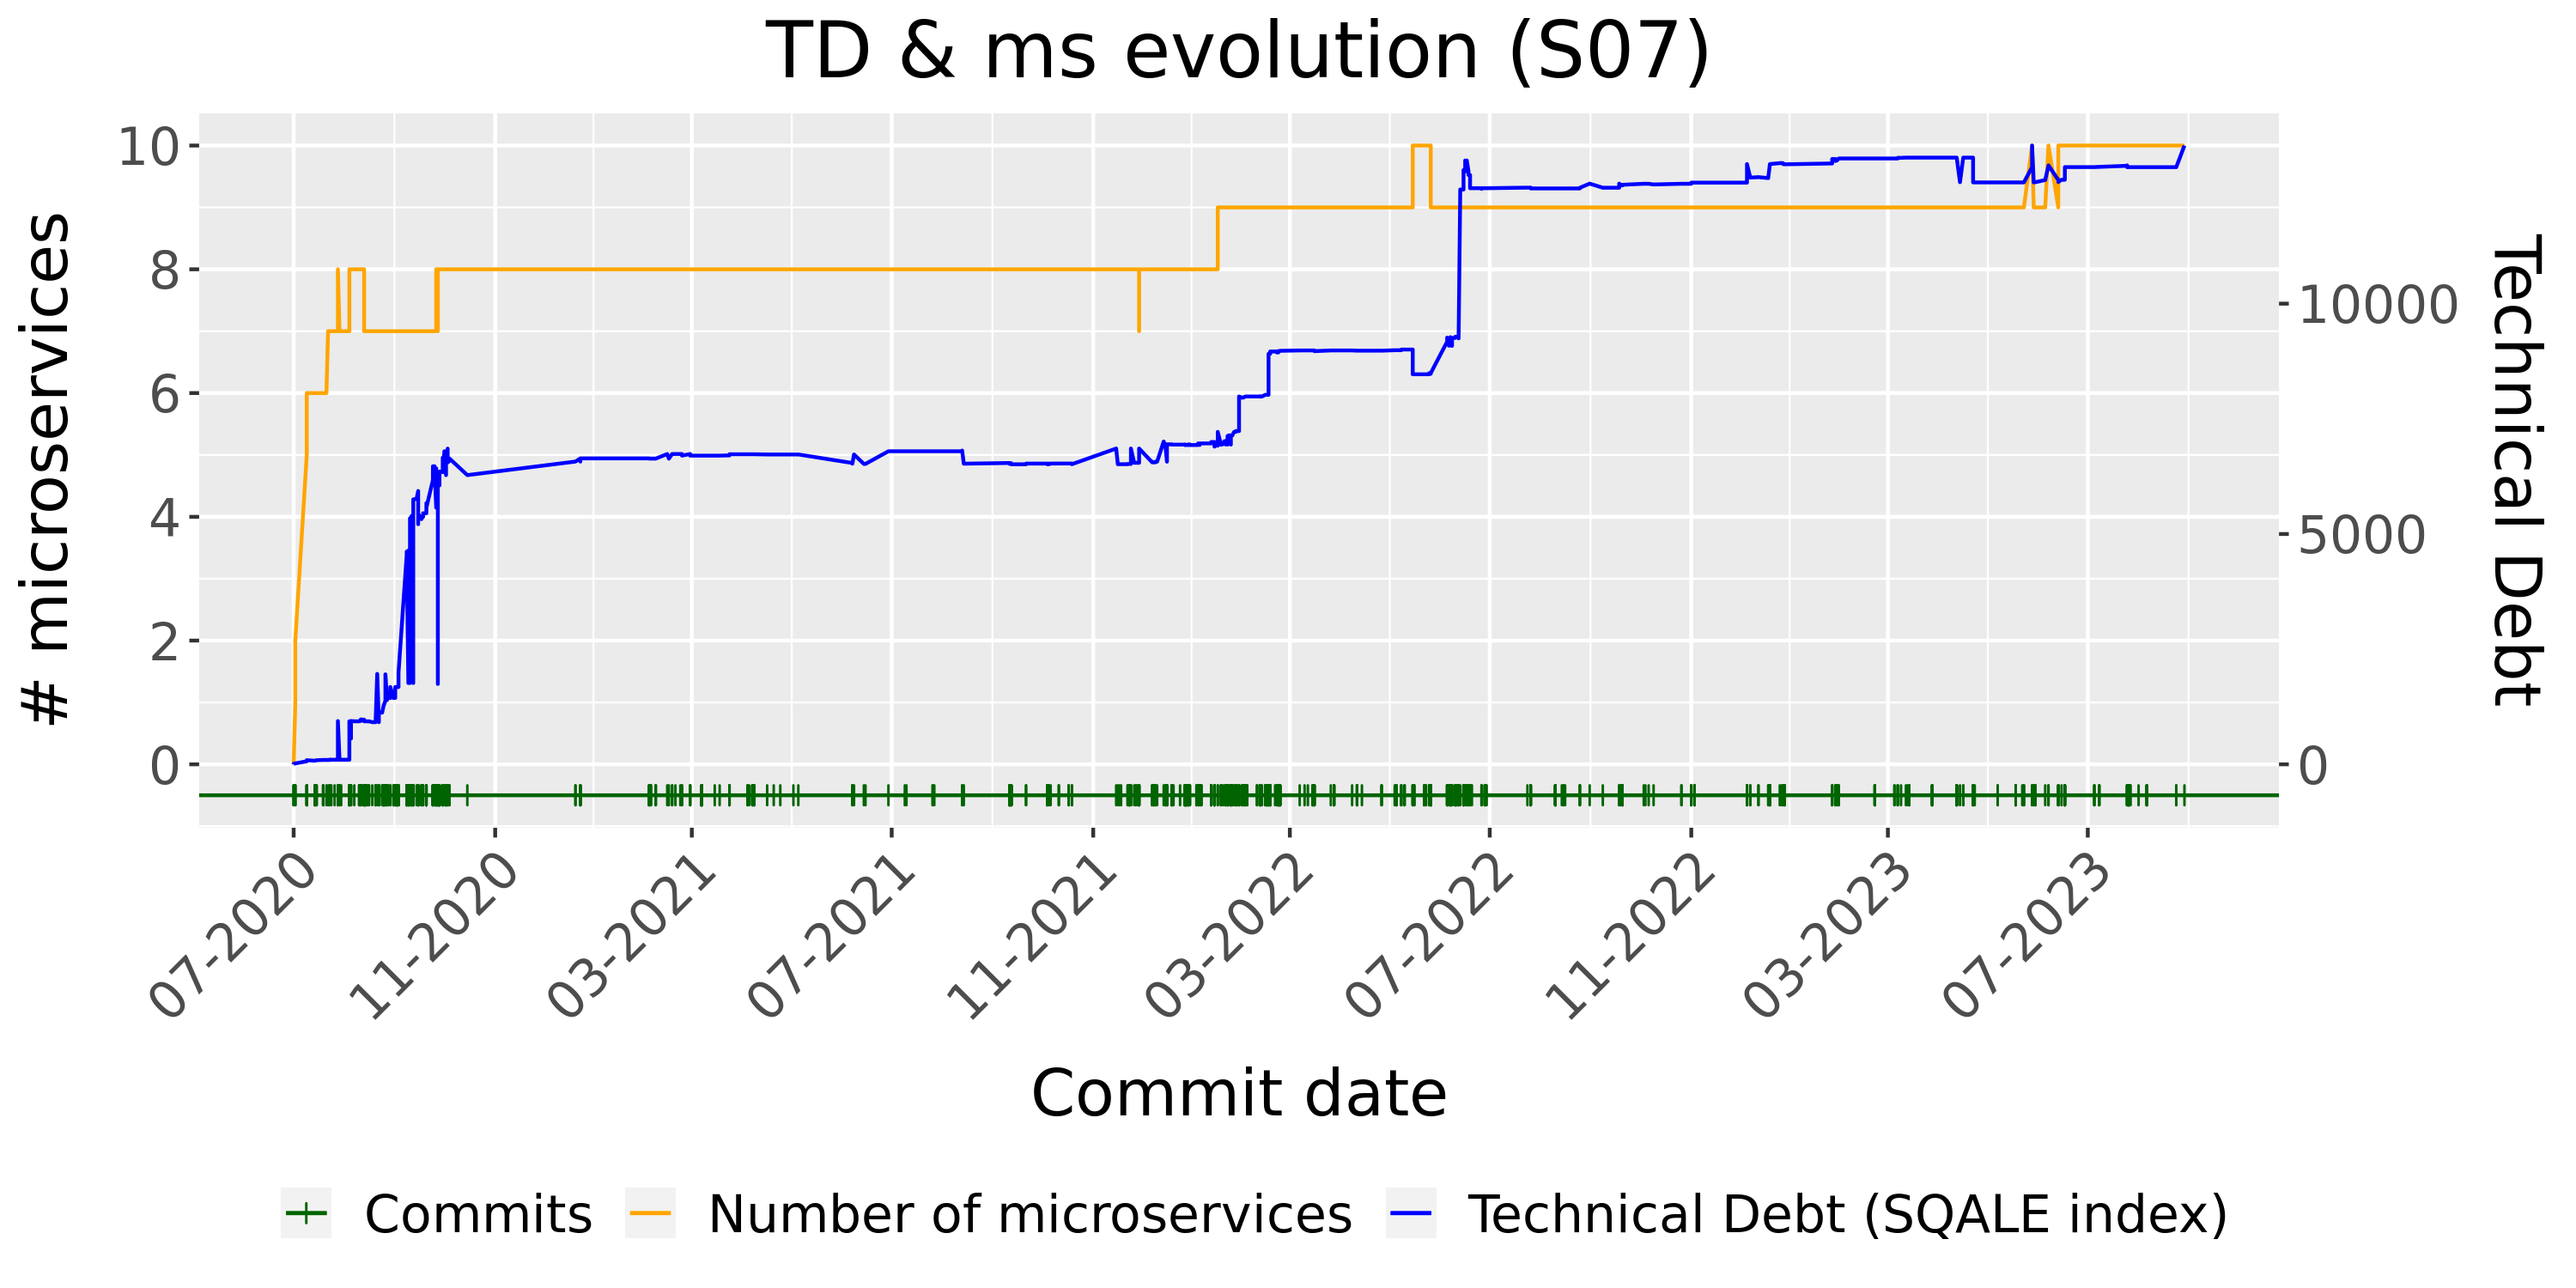 TD & ms evolution (S07)
# microservices
10
8
6
4
2
0
10000
5000
0
Technical Debt
07-2020
11-2020
03-2021
07-2021
11-2021
03-2022
07-2022
11-2022
03-2023
07-2023
Commit date
Commits
Number of microservices
Technical Debt (SQALE index)